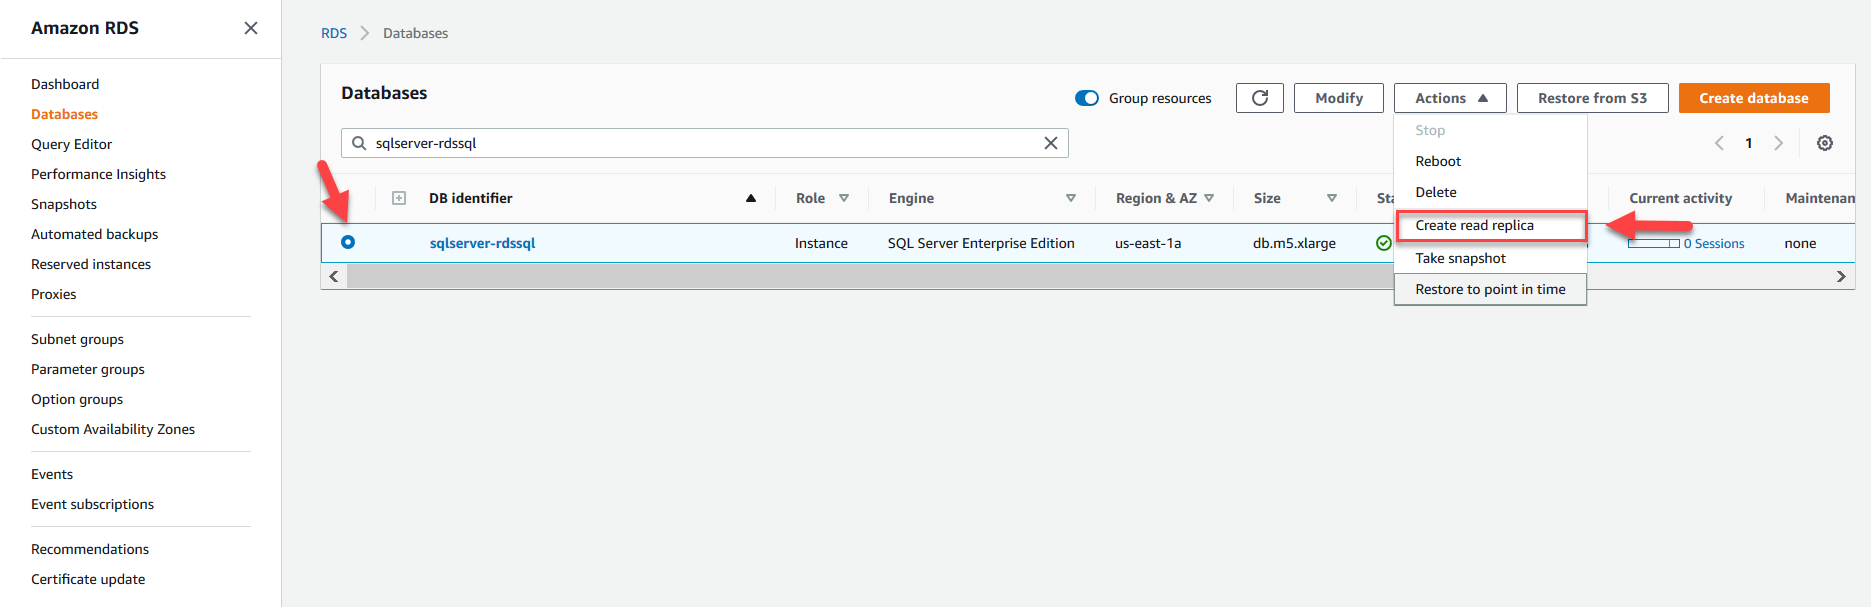 Amazon RDS
Dashboard
Databases
Query Editor
Performance Insights
Snapshots
Automated backups
Reserved instances
Proxies
Subnet groups
Parameter groups
Option groups
Custom Availability Zones
Events
Event subscriptions
Recommendations
Certificate update
RDS > Databases
Databases
Group resources
Modify
Actions
Restore from S3
Create database
sqlserver-rdssql
1
Stop
Reboot
Delete
Create read replica
Take snapshot
Restore to point in time
DB identifier Role Engine Region & AZ Size Sta Current activity Maintenan
sqlserver-rdssql Instance SQL Server Enterprise Edition us-east-1a db.m5.xlarge 0 Sessions none